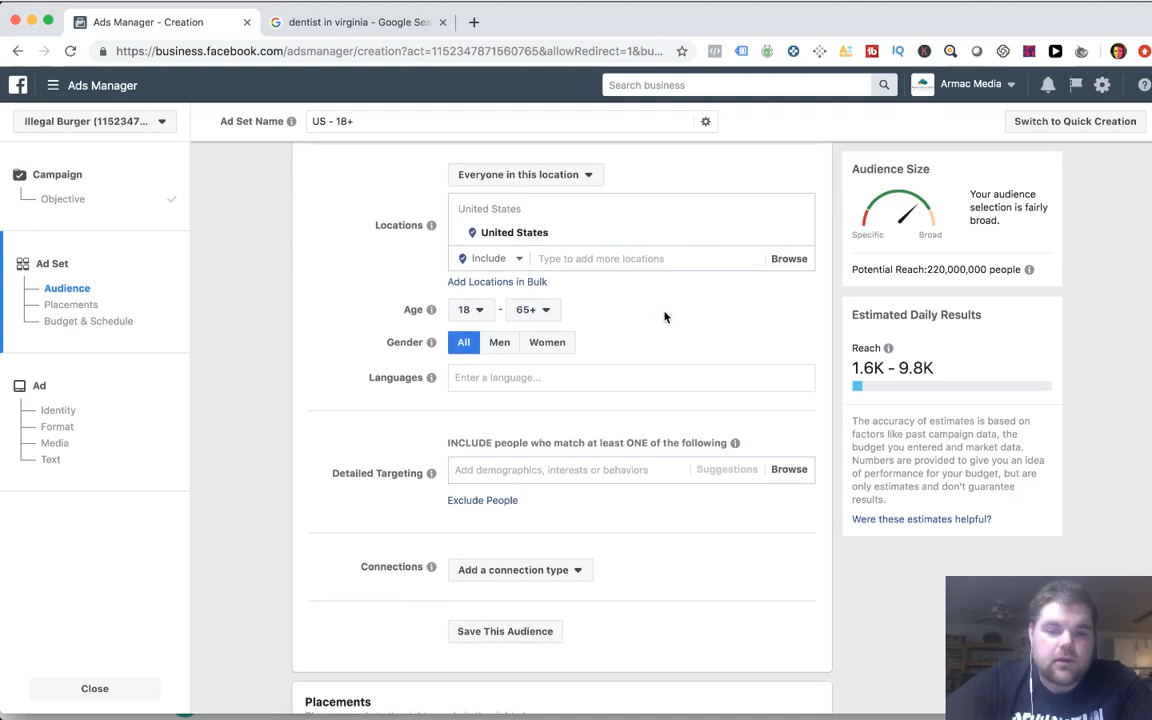 Ads Manager - Creation
dentist in virginia - Google Sea
https://business.facebook.com/adsmanager/creation?act=1152347871560765&allowRedirect=1&bu...
Ads Manager
Search business
Armac Media
Illegal Burger (1152347...
Ad Set Name
US - 18+
Switch to Quick Creation
Campaign
Objective
Ad Set
Audience
Placements
Budget & Schedule
Ad
Identity
Format
Media
Text
Close
Everyone in this location
Locations
United States
United States
Include
Type to add more locations
Browse
Add Locations in Bulk
Age
18 - 65+
Gender
All Men Women
Languages
Enter a language...
INCLUDE people who match at least ONE of the following
Detailed Targeting
Add demographics, interests or behaviors
Suggestions
Browse
Exclude People
Connections
Add a connection type
Save This Audience
Placements
Audience Size
Your audience
selection is fairly
broad.
Specific
Broad
Potential Reach:220,000,000 people
Estimated Daily Results
Reach
1.6K - 9.8K
The accuracy of estimates is based on
factors like past campaign data, the
budget you entered and market data.
Numbers are provided to give you an idea
of performance for your budget, but are
only estimates and don't guarantee
results.
Were these estimates helpful?